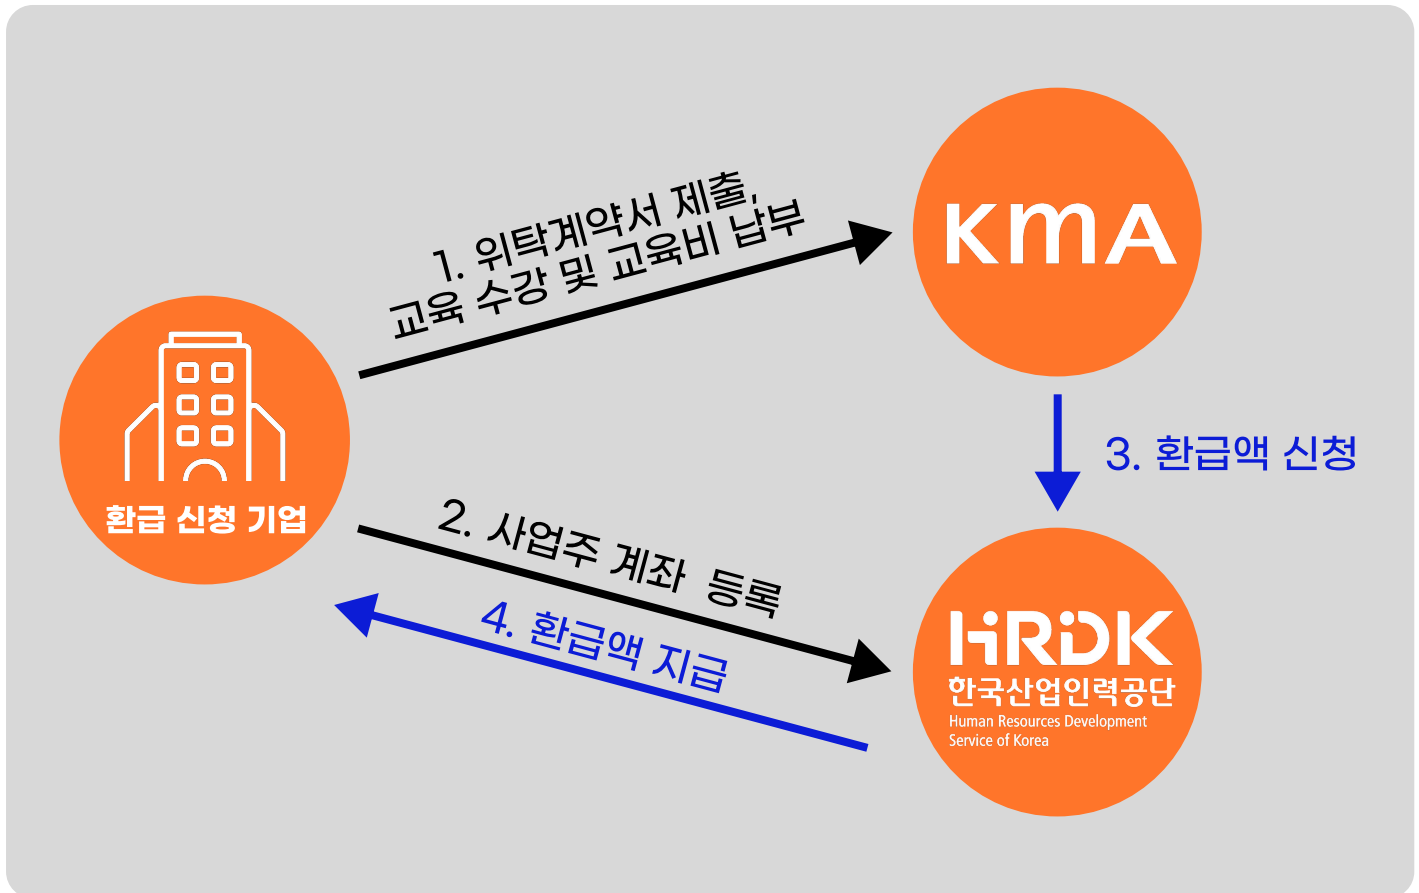 1. 위탁계약서 제출,
교육 수강 및 교육비 납부
KMA
환급 신청 기업
3. 환급액 신청
2. 사업주 계좌 등록
4. 환급액 지급
HRDK
한국산업인력공단
Human Resources Development
Service of Korea